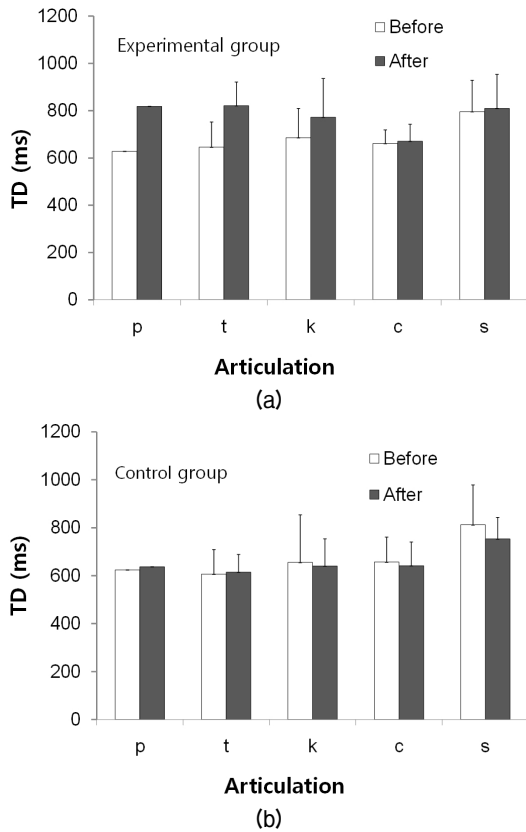 1200
1000
800
600
400
200
0
TD (ms)
Experimental group
Before
After
p t k c s
Articulation
(a)
1200
1000
800
600
400
200
0
TD (ms)
Control group
Before
After
p t k c s
Articulation
(b)